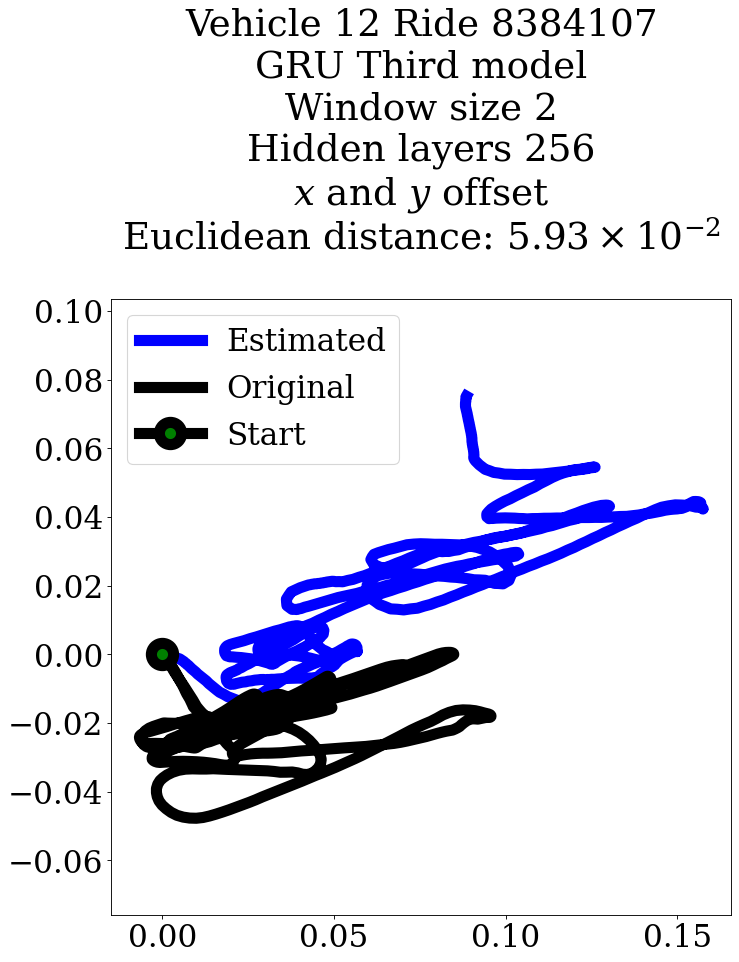 Vehicle 12 Ride 8384107
GRU Third model
Window size 2
Hidden layers 256
x and y offset
Euclidean distance: 5.93 × 10⁻²
Estimated
Original
Start
0.10
0.08
0.06
0.04
0.02
0.00
−0.02
−0.04
−0.06
0.00 0.05 0.10 0.15